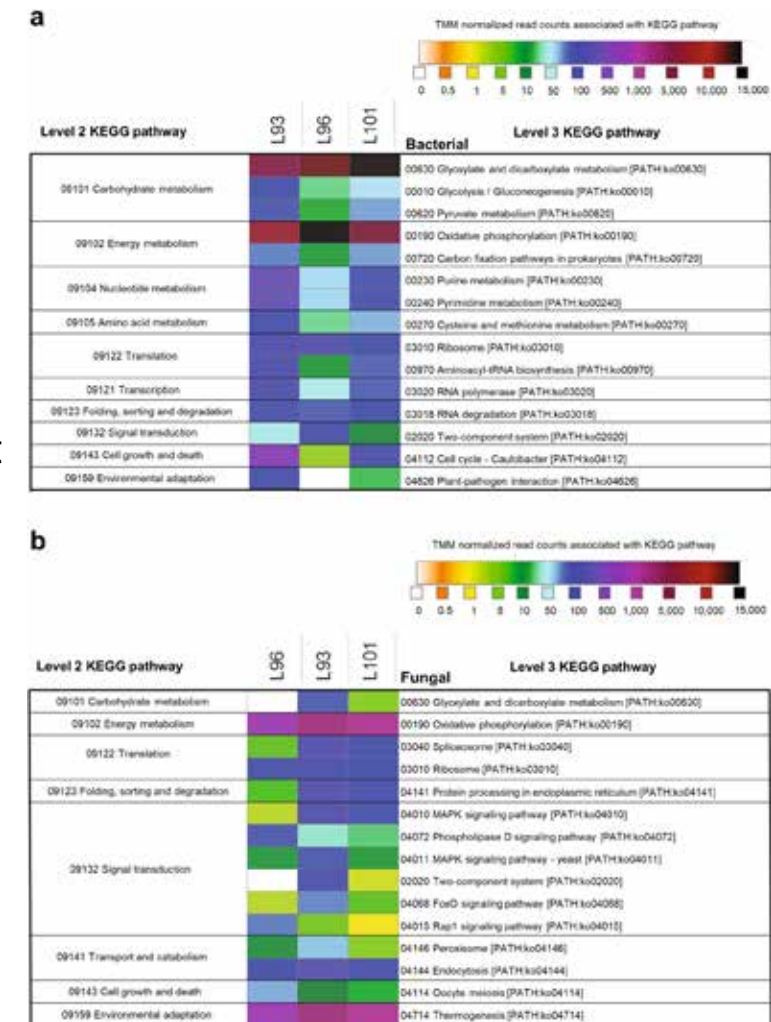 a
TMM normalized read counts associated with KEGG pathway
0 0.5 1 5 10 50 100 500 1,000 5,000 10,000 15,000
Level 2 KEGG pathway
L93 L96 L101
Bacterial
Level 3 KEGG pathway
09101 Carbohydrate metabolism
00630 Glyoxylate and dicarboxylate metabolism [PATH:ko00630]
00010 Glycolysis / Gluconeogenesis [PATH:ko00010]
00620 Pyruvate metabolism [PATH:ko00620]
09102 Energy metabolism
00190 Oxidative phosphorylation [PATH:ko00190]
00720 Carbon fixation pathways in prokaryotes [PATH:ko00720]
09104 Nucleotide metabolism
00230 Purine metabolism [PATH:ko00230]
00240 Pyrimidine metabolism [PATH:ko00240]
09105 Amino acid metabolism
00270 Cysteine and methionine metabolism [PATH:ko00270]
09122 Translation
03010 Ribosome [PATH:ko03010]
00970 Aminoacyl-tRNA biosynthesis [PATH:ko00970]
09121 Transcription
03020 RNA polymerase [PATH:ko03020]
09123 Folding, sorting and degradation
03018 RNA degradation [PATH:ko03018]
09132 Signal transduction
02020 Two-component system [PATH:ko02020]
09143 Cell growth and death
04112 Cell cycle - Caulobacter [PATH:ko04112]
09159 Environmental adaptation
04626 Plant-pathogen interaction [PATH:ko04626]
b
TMM normalized read counts associated with KEGG pathway
0 0.5 1 5 10 50 100 500 1,000 5,000 10,000 15,000
Level 2 KEGG pathway
L96 L93 L101
Fungal
Level 3 KEGG pathway
09101 Carbohydrate metabolism
00630 Glyoxylate and dicarboxylate metabolism [PATH:ko00630]
09102 Energy metabolism
00190 Oxidative phosphorylation [PATH:ko00190]
09122 Translation
03040 Spliceosome [PATH:ko03040]
03010 Ribosome [PATH:ko03010]
09123 Folding, sorting and degradation
04141 Protein processing in endoplasmic reticulum [PATH:ko04141]
09132 Signal transduction
04010 MAPK signaling pathway [PATH:ko04010]
04072 Phospholipase D signaling pathway [PATH:ko04072]
04011 MAPK signaling pathway - yeast [PATH:ko04011]
02020 Two-component system [PATH:ko02020]
04068 FoxO signaling pathway [PATH:ko04068]
04015 Rap1 signaling pathway [PATH:ko04015]
09141 Transport and catabolism
04146 Peroxisome [PATH:ko04146]
04144 Endocytosis [PATH:ko04144]
09143 Cell growth and death
04114 Oocyte meiosis [PATH:ko04114]
09159 Environmental adaptation
04714 Thermogenesis [PATH:ko04714]